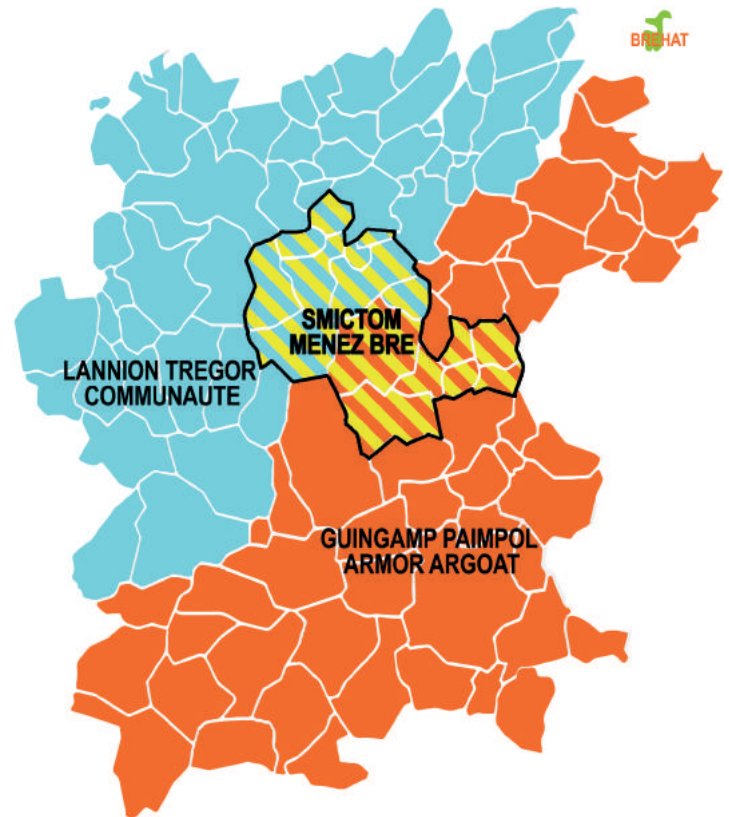 BREHAT
SMICTOM
MENEZ BRE
LANNION TREGOR
COMMUNAUTE
GUINGAMP PAIMPOL
ARMOR ARGOAT